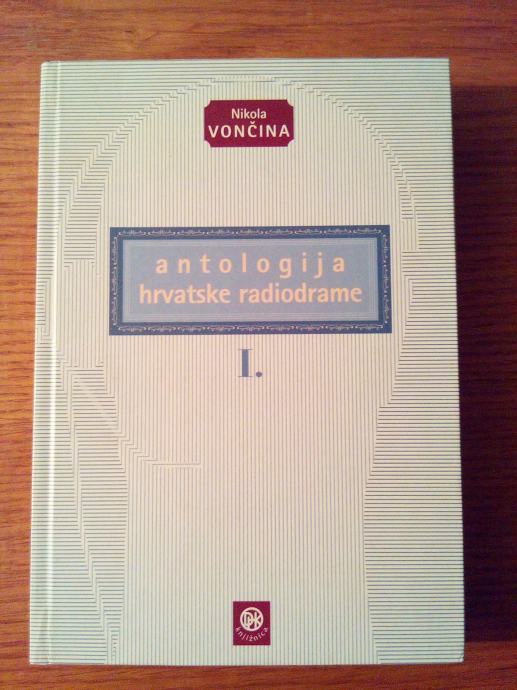 Nikola
VONČINA
antologija
hrvatske radiodrame
I.
knjižnica